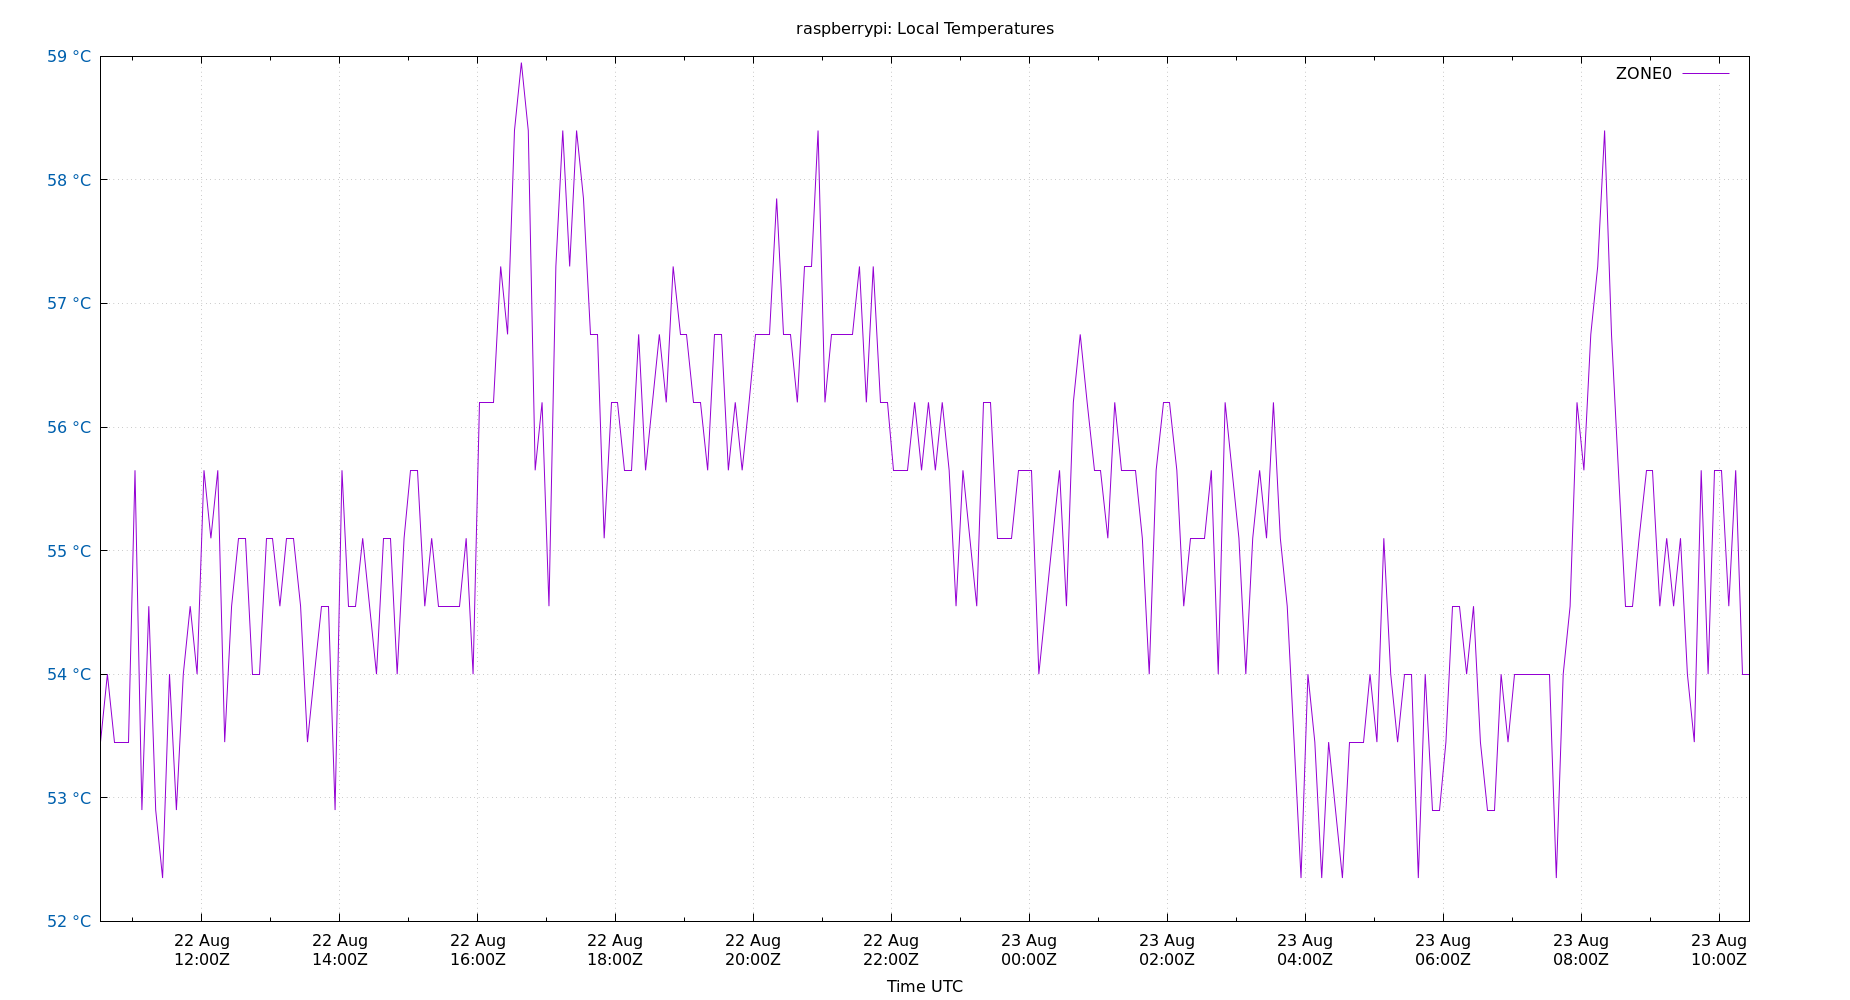 raspberrypi: Local Temperatures
59 °C
ZONE0
58 °C
57 °C
56 °C
55 °C
54 °C
53 °C
52 °C
22 Aug 22 Aug 22 Aug 22 Aug 22 Aug 22 Aug 23 Aug 23 Aug 23 Aug 23 Aug 23 Aug 23 Aug
12:00Z 14:00Z 16:00Z 18:00Z 20:00Z 22:00Z 00:00Z 02:00Z 04:00Z 06:00Z 08:00Z 10:00Z
Time UTC